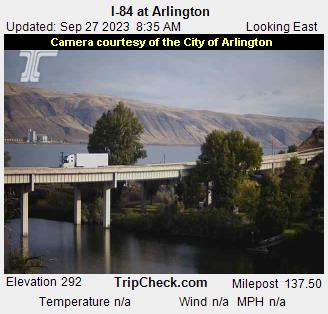 I-84 at Arlington
Updated: Sep 27 2023 8:35 AM Looking East
Camera courtesy of the City of Arlington
Elevation 292 TripCheck.com Milepost 137.50
Temperature n/a Wind n/a MPH n/a